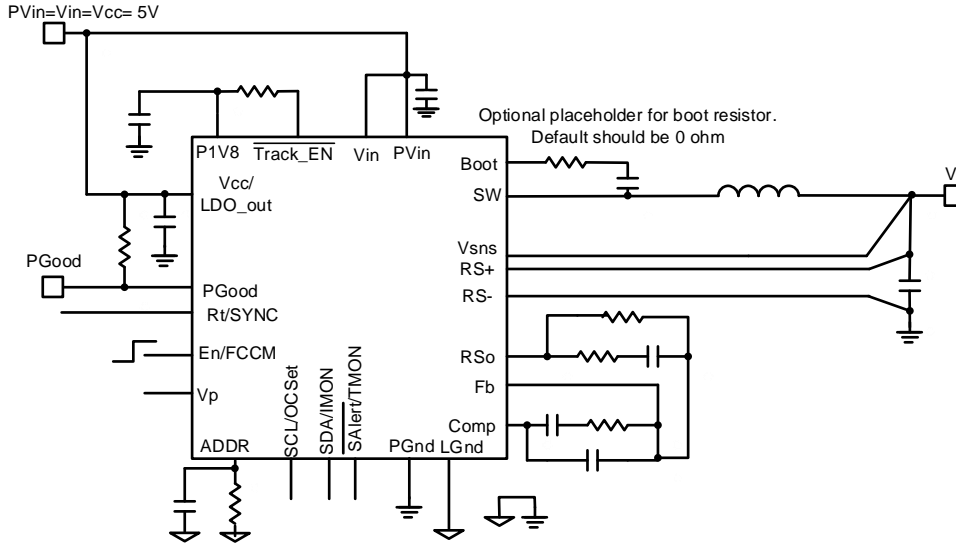 PVin=Vin=Vcc= 5V
Optional placeholder for boot resistor.
Default should be 0 ohm
P1V8
Track_EN
Vin
PVin
Boot
Vcc/
LDO_out
SW
V
Vsns
PGood
RS+
PGood
RS-
Rt/SYNC
En/FCCM
RSo
Vp
Fb
SCL/OCSet
SDA/IMON
SAlert/TMON
Comp
ADDR
PGnd
LGnd